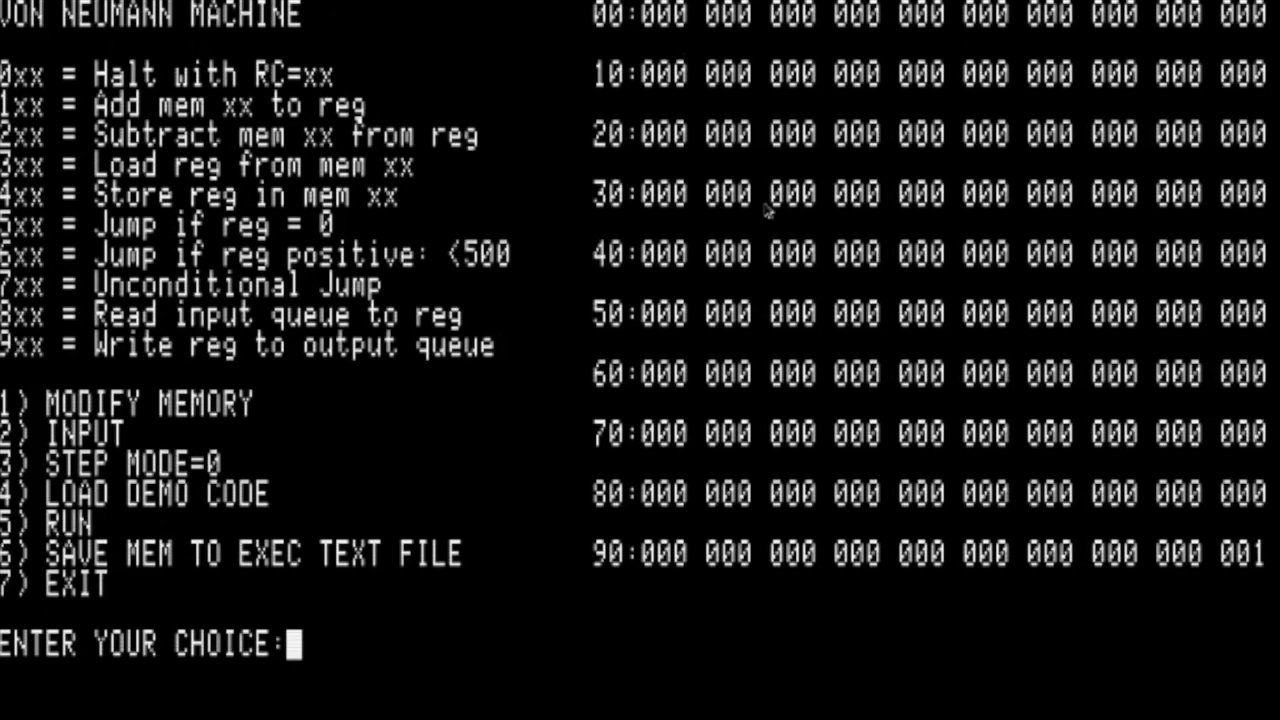 VON NEUMANN MACHINE 00:000 000 000 000 000 000 000 000 000 000
0xx = Halt with RC=xx 10:000 000 000 000 000 000 000 000 000 000
1xx = Add mem xx to reg
2xx = Subtract mem xx from reg 20:000 000 000 000 000 000 000 000 000 000
3xx = Load reg from mem xx
4xx = Store reg in mem xx 30:000 000 000 000 000 000 000 000 000 000
5xx = Jump if reg = 0
6xx = Jump if reg positive: <500 40:000 000 000 000 000 000 000 000 000 000
7xx = Unconditional Jump
8xx = Read input queue to reg 50:000 000 000 000 000 000 000 000 000 000
9xx = Write reg to output queue
60:000 000 000 000 000 000 000 000 000 000
1) MODIFY MEMORY
2) INPUT 70:000 000 000 000 000 000 000 000 000 000
3) STEP MODE=0
4) LOAD DEMO CODE 80:000 000 000 000 000 000 000 000 000 000
5) RUN
6) SAVE MEM TO EXEC TEXT FILE 90:000 000 000 000 000 000 000 000 000 001
7) EXIT
ENTER YOUR CHOICE: